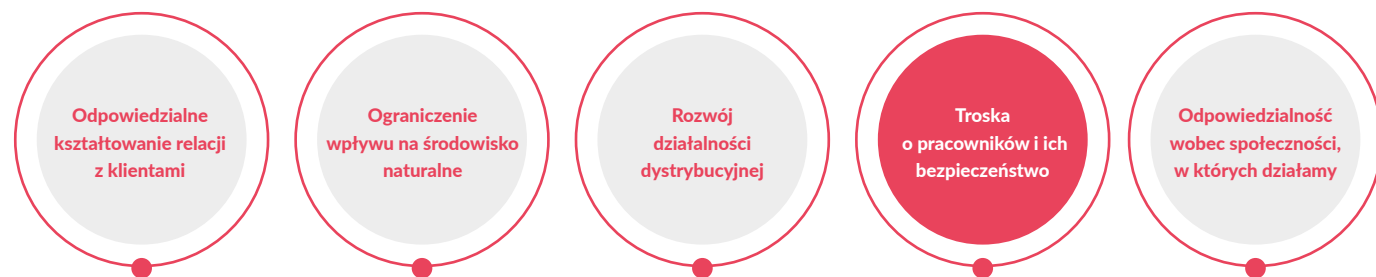 Odpowiedzialne
kształtowanie relacji
z klientami
Ograniczenie
wpływu na środowisko
naturalne
Rozwój
działalności
dystrybucyjnej
Troska
o pracowników i ich
bezpieczeństwo
Odpowiedzialność
wobec społeczności,
w których działamy